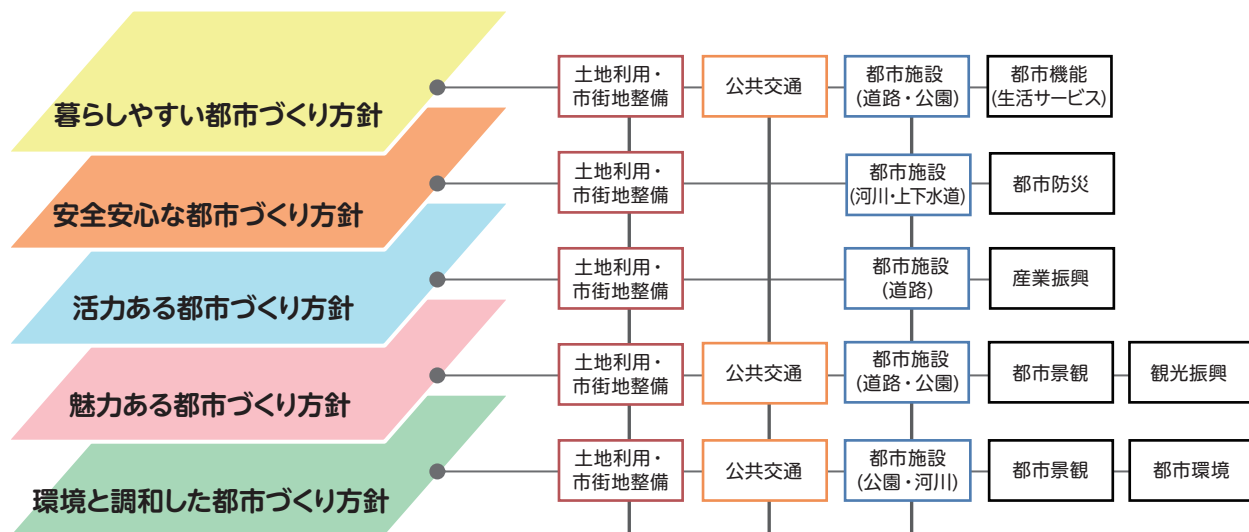 暮らしやすい都市づくり方針
土地利用・
市街地整備
公共交通
都市施設
(道路・公園)
都市機能
(生活サービス)
安全安心な都市づくり方針
土地利用・
市街地整備
都市施設
(河川・上下水道)
都市防災
活力ある都市づくり方針
土地利用・
市街地整備
都市施設
(道路)
産業振興
魅力ある都市づくり方針
土地利用・
市街地整備
公共交通
都市施設
(道路・公園)
都市景観
観光振興
環境と調和した都市づくり方針
土地利用・
市街地整備
公共交通
都市施設
(公園・河川)
都市景観
都市環境